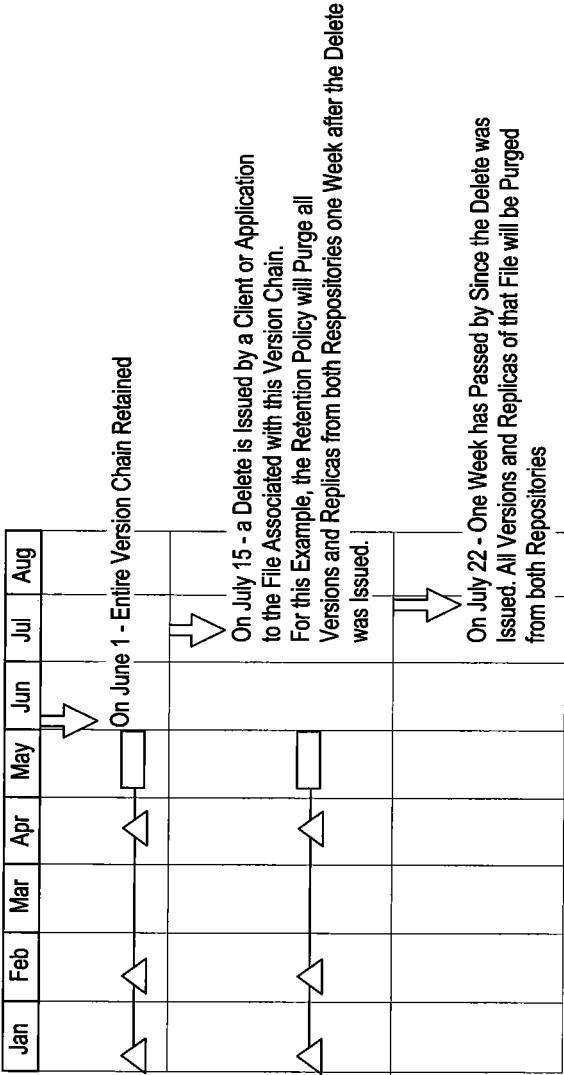 Jan Feb Mar Apr May Jun Jul Aug
On June 1 - Entire Version Chain Retained
On July 15 - a Delete is Issued by a Client or Application
to the File Associated with this Version Chain.
For this Example, the Retention Policy will Purge all
Versions and Replicas from both Respositories one Week after the Delete
was Issued.
On July 22 - One Week has Passed by Since the Delete was
Issued. All Versions and Replicas of that File will be Purged
from both Repositories